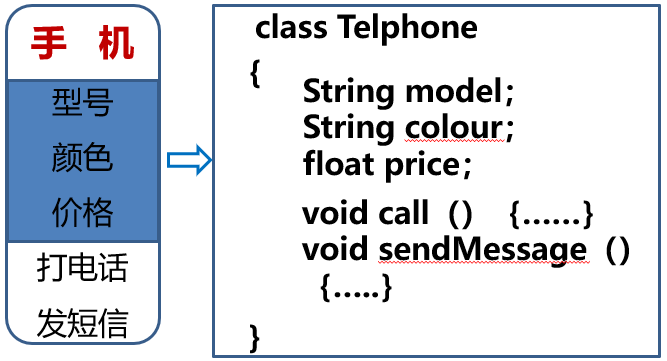 手 机
型号
颜色
价格
打电话
发短信
class Telphone
{
String model；
String colour；
float price；
void call（） {……}
void sendMessage（）
{…..}
}